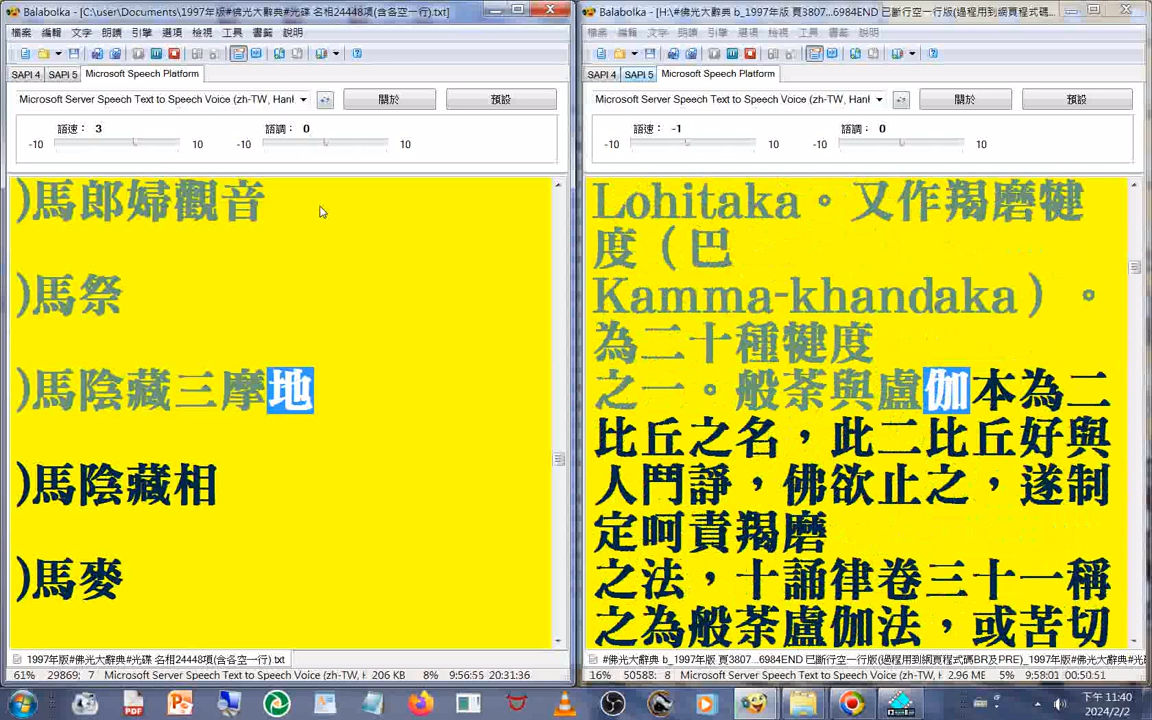 Balabolka - [C:\user\Documents\1997年版#佛光大辭典#光碟 名相24448項(含各空一行).txt]
檔案 編輯 文字 朗讀 引擎 選項 檢視 工具 書籤 說明
SAPI 4 SAPI 5 Microsoft Speech Platform
Microsoft Server Speech Text to Speech Voice (zh-TW, Hanl 關於 預設
語速： 3 語調： 0
-10 10 -10 10
)馬郎婦觀音
)馬祭
)馬陰藏三摩地
)馬陰藏相
)馬麥
1997年版#佛光大辭典#光碟 名相24448項(含各空一行).txt
61% 29869: 7 Microsoft Server Speech Text to Speech Voice (zh-TW, H 206 KB 8% 9:56:55 20:31:36
Balabolka - [H:\#佛光大辭典 b_1997年版 頁3807...6984END 已斷行空一行版(過程用到網頁程式碼...
檔案 編輯 文字 朗讀 引擎 選項 檢視 工具 書籤 說明
SAPI 4 SAPI 5 Microsoft Speech Platform
Microsoft Server Speech Text to Speech Voice (zh-TW, Hanl 關於 預設
語速： -1 語調： 0
-10 10 -10 10
Lohitaka。又作羯磨犍
度（巴
Kamma-khandaka）。
為二十種犍度
之一。般荼與盧伽本為二
比丘之名，此二比丘好與
人鬥諍，佛欲止之，遂制
定呵責羯磨
之法，十誦律卷三十一稱
之為般荼盧伽法，或苦切
#佛光大辭典 b_1997年版 頁3807...6984END 已斷行空一行版(過程用到網頁程式碼BR及PRE)_1997年版#佛光
16% 50588: 8 Microsoft Server Speech Text to Speech Voice (zh-TW, H 2.96 ME 5% 9:59:01 00:50:51
下午 11:40
2024/2/2